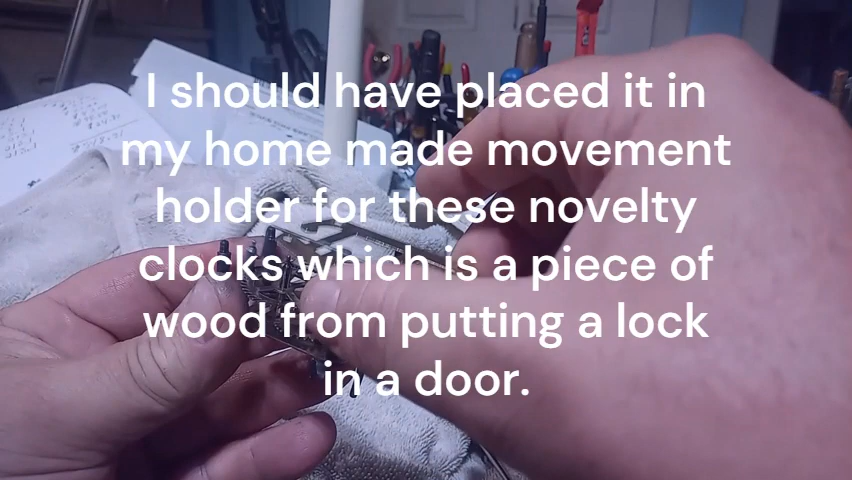 I should have placed it in
my home made movement
holder for these novelty
clocks which is a piece of
wood from putting a lock
in a door.